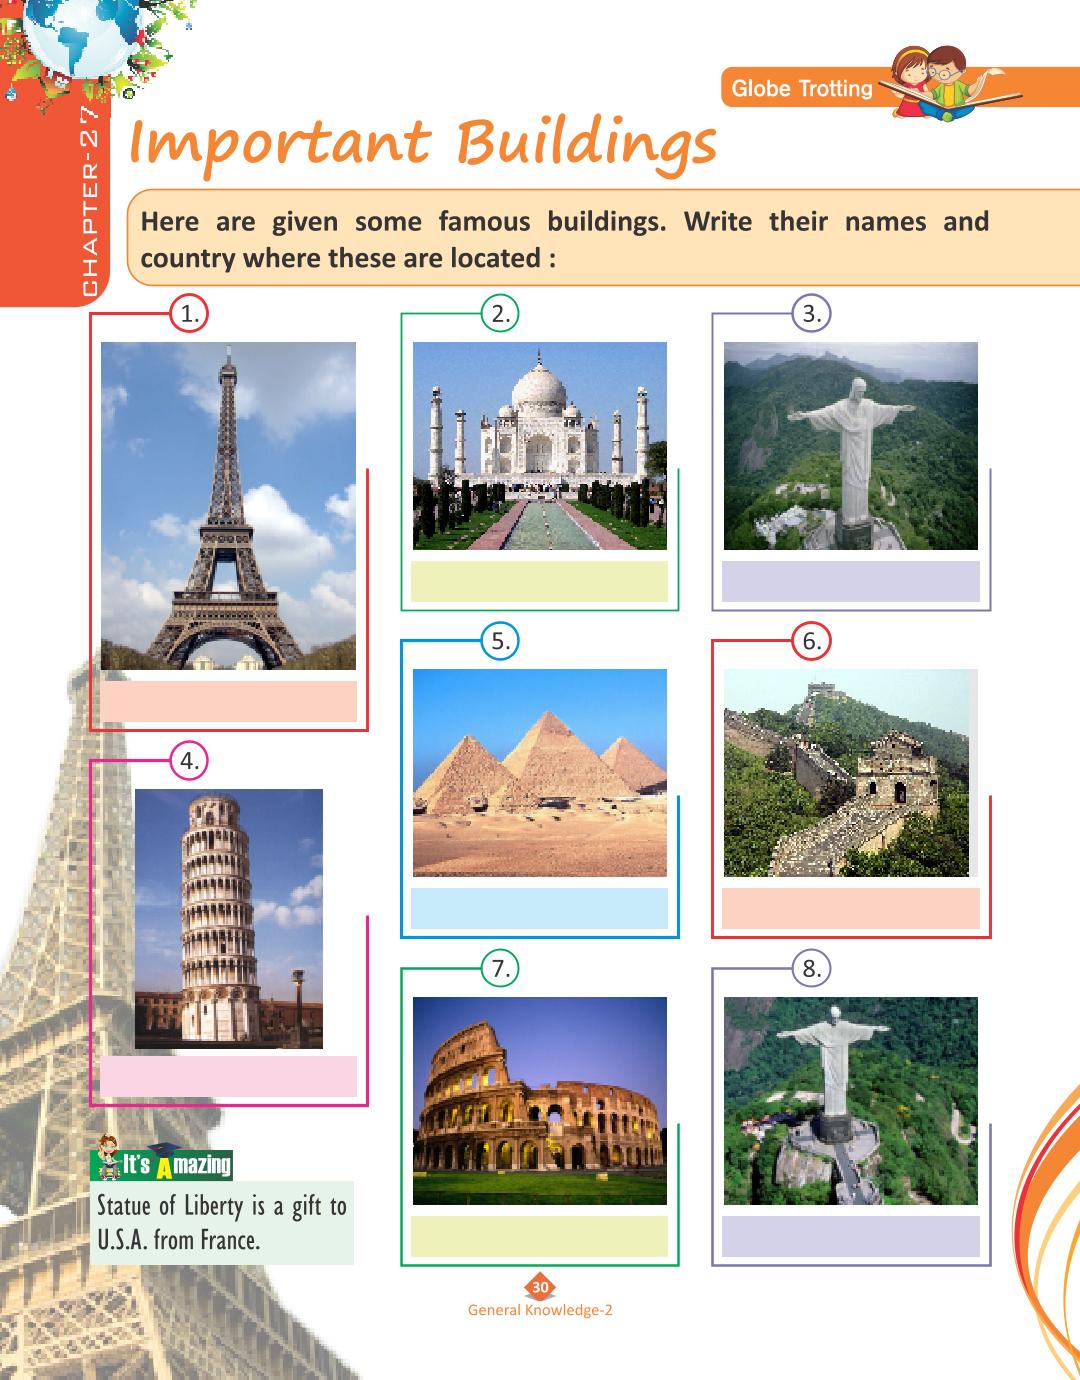 Globe Trotting
CHAPTER-27
Important Buildings
Here are given some famous buildings. Write their names and
country where these are located :
1.
2.
3.
4.
5.
6.
7.
8.
It's Amazing
Statue of Liberty is a gift to
U.S.A. from France.
30
General Knowledge-2